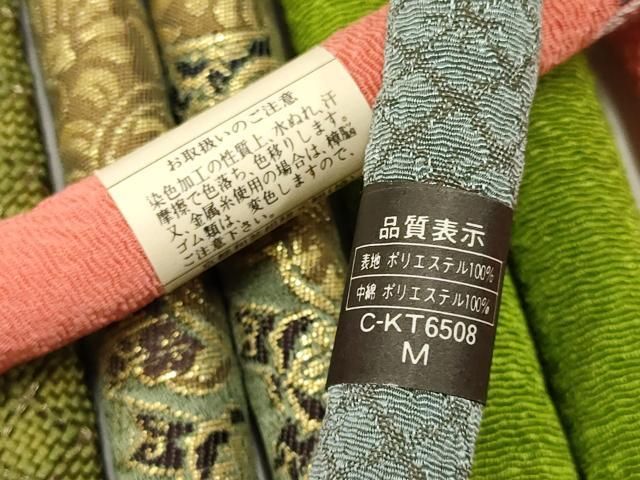 お取扱いのご注意
染色加工の性質上、水ぬれ、汗
摩擦で色落ち、色移りします。
又、金属糸使用の場合は、樟脳
ゴム類は、変色しますので、
ご注意下さい。
品質表示
表地 ポリエステル100%
中綿 ポリエステル100%
C-KT6508
M